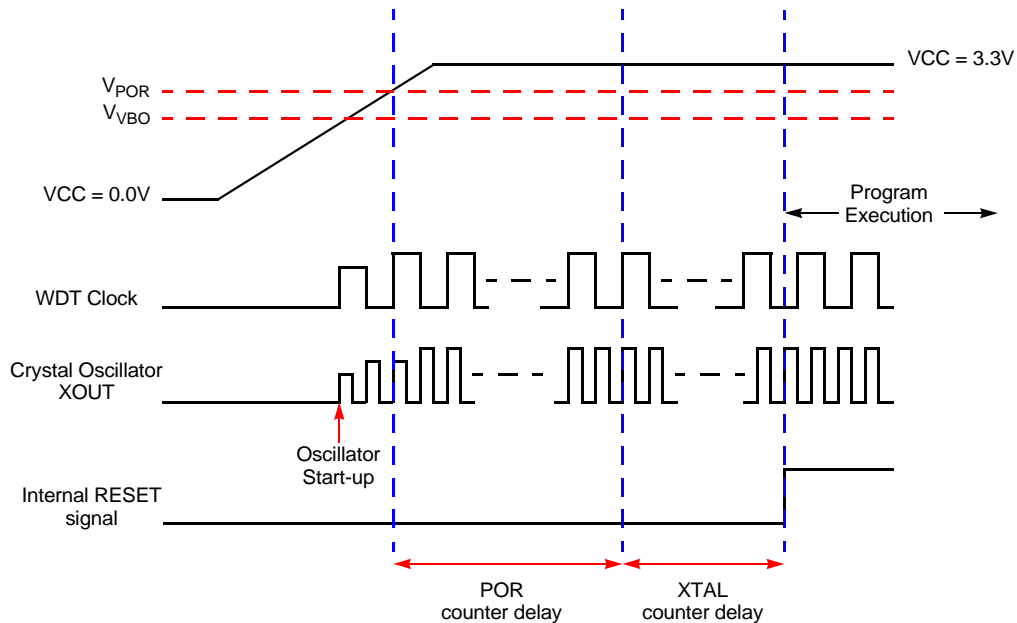 VCC = 3.3V
VPOR
VVBO
VCC = 0.0V
Program
Execution
WDT Clock
Crystal Oscillator
XOUT
Oscillator
Start-up
Internal RESET
signal
POR
counter delay
XTAL
counter delay